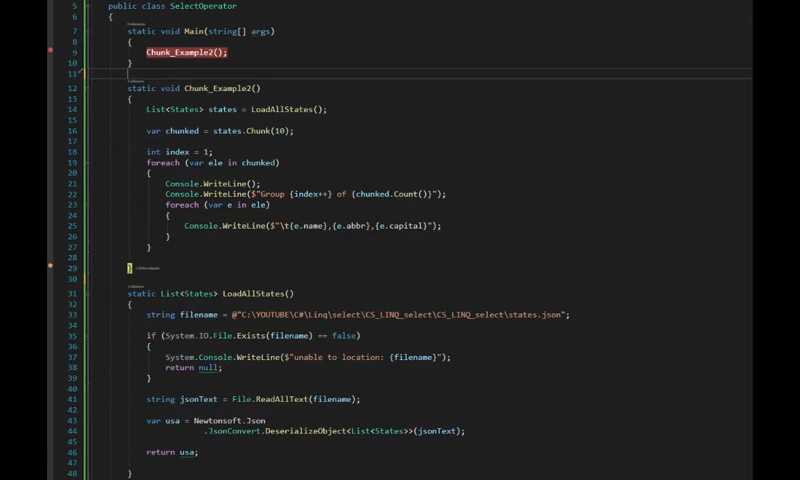 5 public class SelectOperator
6 {
7 static void Main(string[] args)
8 {
9 Chunk_Example2();
10 }
11
12 static void Chunk_Example2()
13 {
14 List<States> states = LoadAllStates();
15
16 var chunked = states.Chunk(10);
17
18 int index = 1;
19 foreach (var ele in chunked)
20 {
21 Console.WriteLine();
22 Console.WriteLine($"Group {index++} of {chunked.Count()}");
23 foreach (var e in ele)
24 {
25 Console.WriteLine($"\t{e.name},{e.abbr},{e.capital}");
26 }
27 }
28
29 }
30
31 static List<States> LoadAllStates()
32 {
33 string filename = @"C:\YOUTUBE\C#\Linq\select\CS_LINQ_select\CS_LINQ_select\states.json";
34
35 if (System.IO.File.Exists(filename) == false)
36 {
37 System.Console.WriteLine($"unable to location: {filename}");
38 return null;
39 }
40
41 string jsonText = File.ReadAllText(filename);
42
43 var usa = Newtonsoft.Json
44 .JsonConvert.DeserializeObject<List<States>>(jsonText);
45
46 return usa;
47
48 }